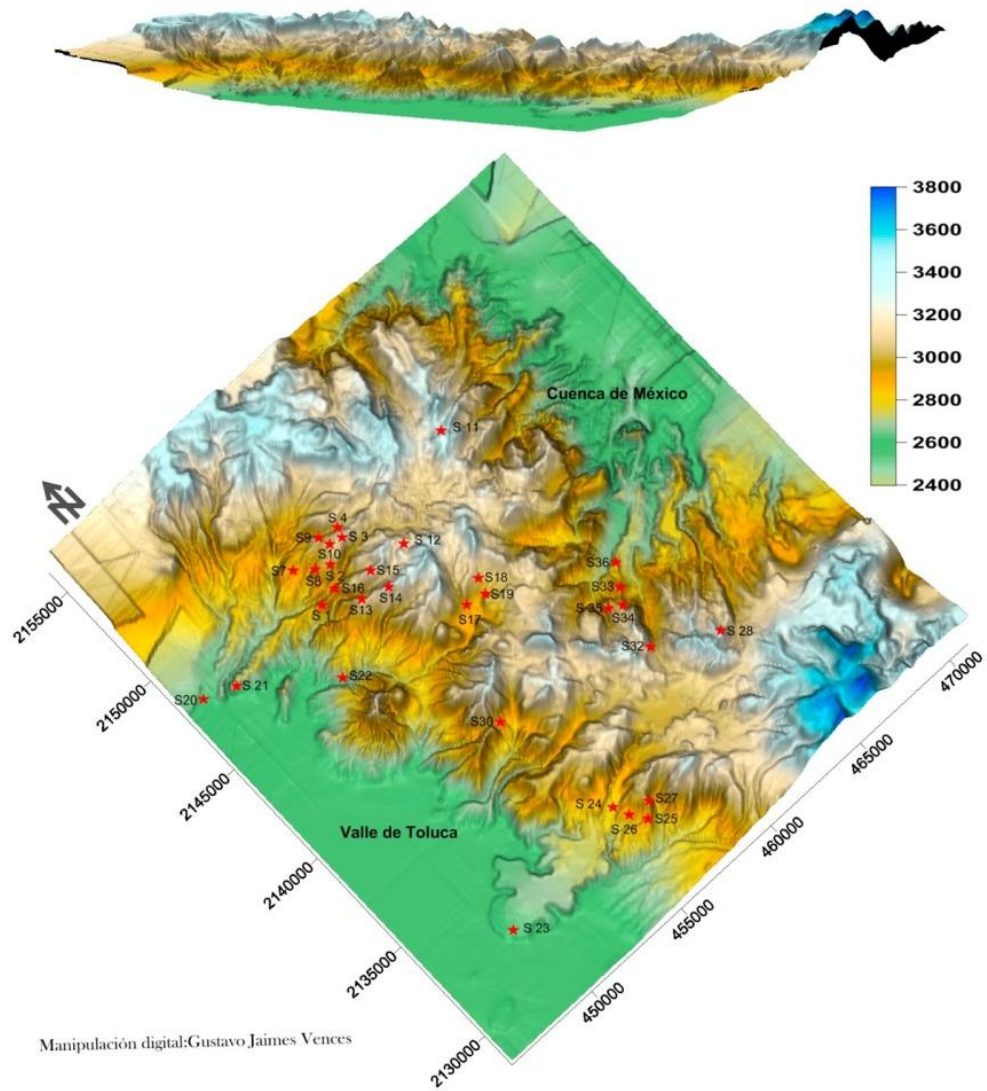 3800
3600
3400
3200
3000
2800
2600
2400
Cuenca de México
S 11
S 4
S9
S 3
S 12
S10
S7
S8
S 2
S15
S18
S36
S16
S14
S19
S33
S 1
S13
S17
S 35
S34
S 28
S32
N
2155000
470000
S22
S 21
S20
2150000
S30
465000
2145000
S 24
S27
S25
S 26
460000
Valle de Toluca
2140000
S 23
455000
2135000
450000
2130000
Manipulación digital:Gustavo Jaimes Vences